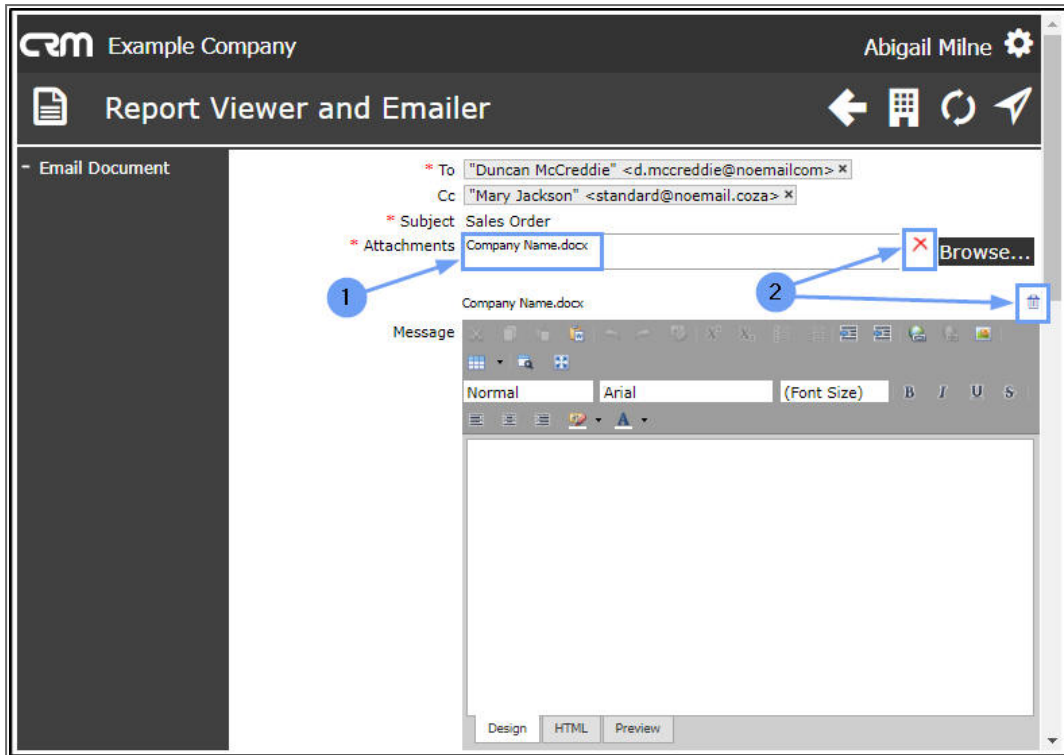 CRM Example Company
Abigail Milne
Report Viewer and Emailer
- Email Document
* To "Duncan McCreddie" <d.mccreddie@noemailcom> ×
Cc "Mary Jackson" <standard@noemail.coza> ×
* Subject Sales Order
* Attachments Company Name.docx
Browse...
1
2
Company Name.docx
Message
Normal Arial (Font Size) B I U S
A
Design HTML Preview